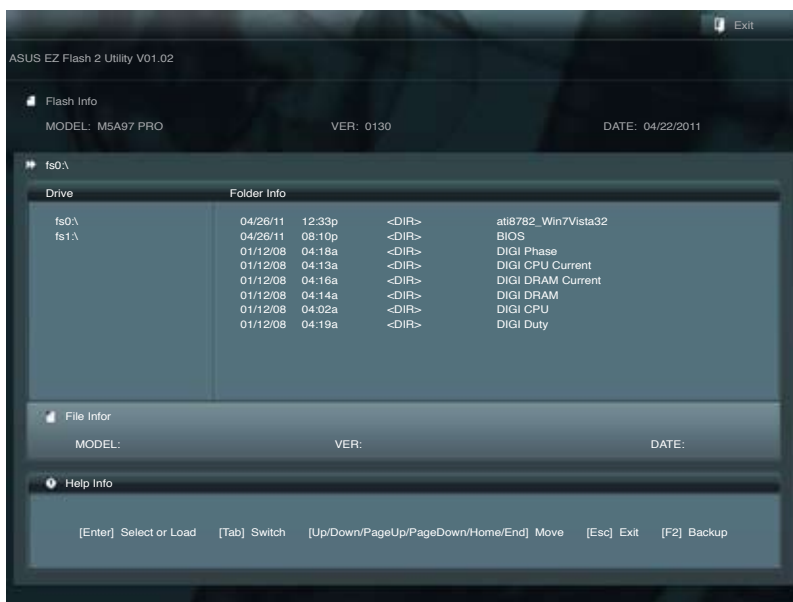 Exit
ASUS EZ Flash 2 Utility V01.02
Flash Info
MODEL: M5A97 PRO VER: 0130 DATE: 04/22/2011
fs0:\
Drive Folder Info
fs0:\ 04/26/11 12:33p <DIR> ati8782_Win7Vista32
fs1:\ 04/26/11 08:10p <DIR> BIOS
01/12/08 04:18a <DIR> DIGI Phase
01/12/08 04:13a <DIR> DIGI CPU Current
01/12/08 04:16a <DIR> DIGI DRAM Current
01/12/08 04:14a <DIR> DIGI DRAM
01/12/08 04:02a <DIR> DIGI CPU
01/12/08 04:19a <DIR> DIGI Duty
File Infor
MODEL: VER: DATE:
Help Info
[Enter] Select or Load [Tab] Switch [Up/Down/PageUp/PageDown/Home/End] Move [Esc] Exit [F2] Backup